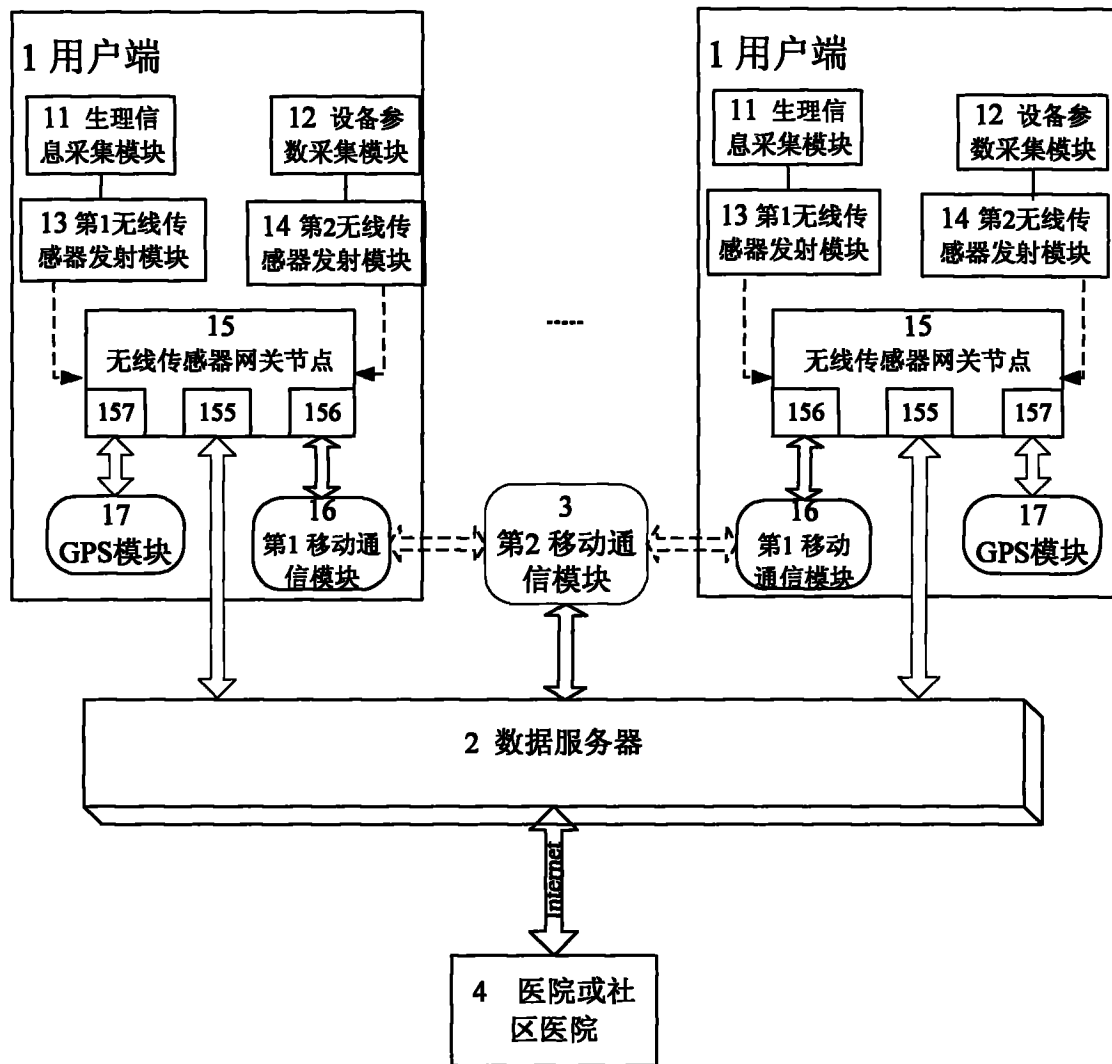 1 用户端
11 生理信
息采集模块
12 设备参
数采集模块
13 第1无线传
感器发射模块
14 第2无线传
感器发射模块
15
无线传感器网关节点
157
155
156
17
GPS模块
16
第1 移动通
信模块
.....
3
第2 移动通
信模块
1 用户端
11 生理信
息采集模块
12 设备参
数采集模块
13 第1无线传
感器发射模块
14 第2无线传
感器发射模块
15
无线传感器网关节点
156
155
157
16
第1 移动
通信模块
17
GPS模块
2 数据服务器
Internet
4 医院或社
区医院